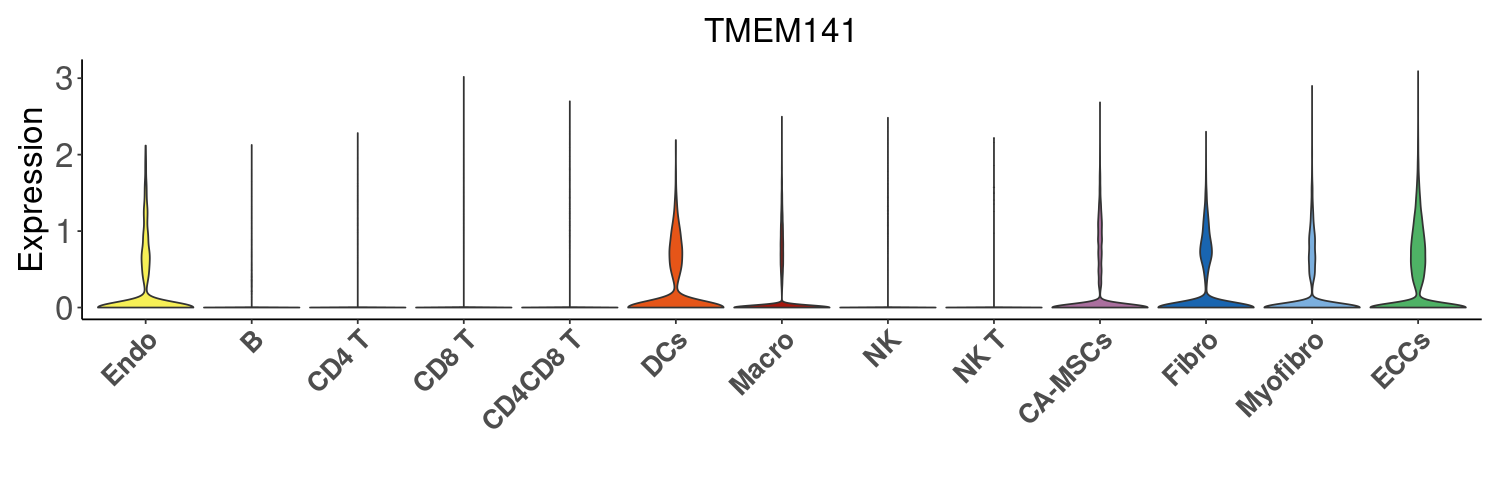 TMEM141
Expression
3
2
1
0
Endo
B
CD4 T
CD8 T
CD4CD8 T
DCs
Macro
NK
NK T
CA-MSCs
Fibro
Myofibro
ECCs